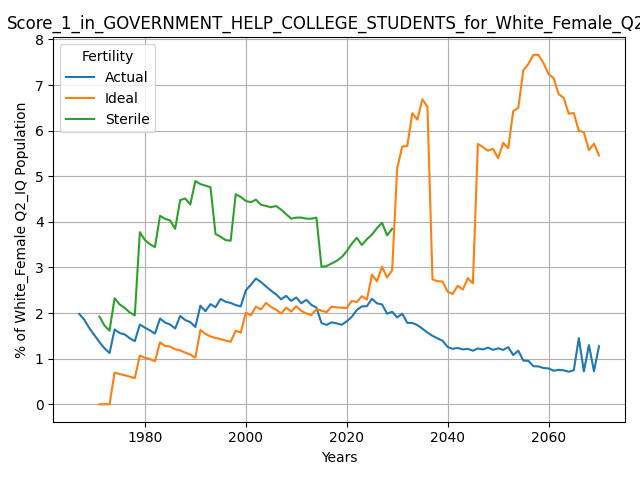 Score_1_in_GOVERNMENT_HELP_COLLEGE_STUDENTS_for_White_Female_Q2
8
7
6
5
4
3
2
1
0
% of White_Female Q2_IQ Population
Fertility
Actual
Ideal
Sterile
1980
2000
2020
2040
2060
Years